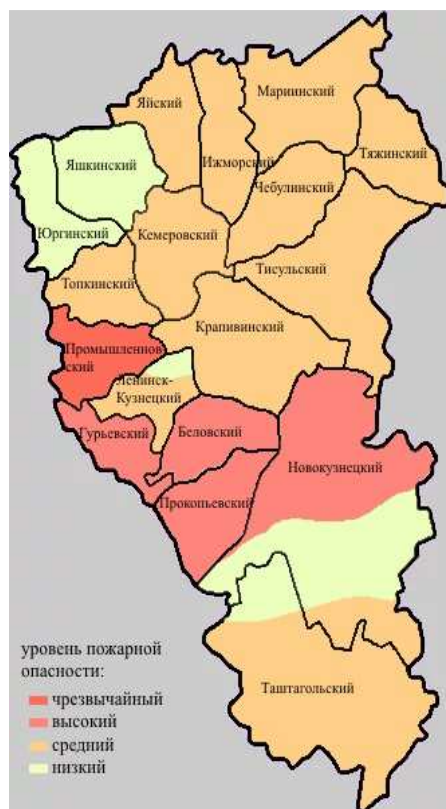 Мариинский
Яйский
Тяжинский
Ижморский
Яшкинский
Чебулинский
Юргинский
Кемеровский
Тисульский
Топкинский
Крапивинский
Промышленнов
ский
Ленинск-
Кузнецкий
Гурьевский
Беловский
Новокузнецкий
Прокопьевский
Таштагольский
уровень пожарной
опасности:
чрезвычайный
высокий
средний
низкий